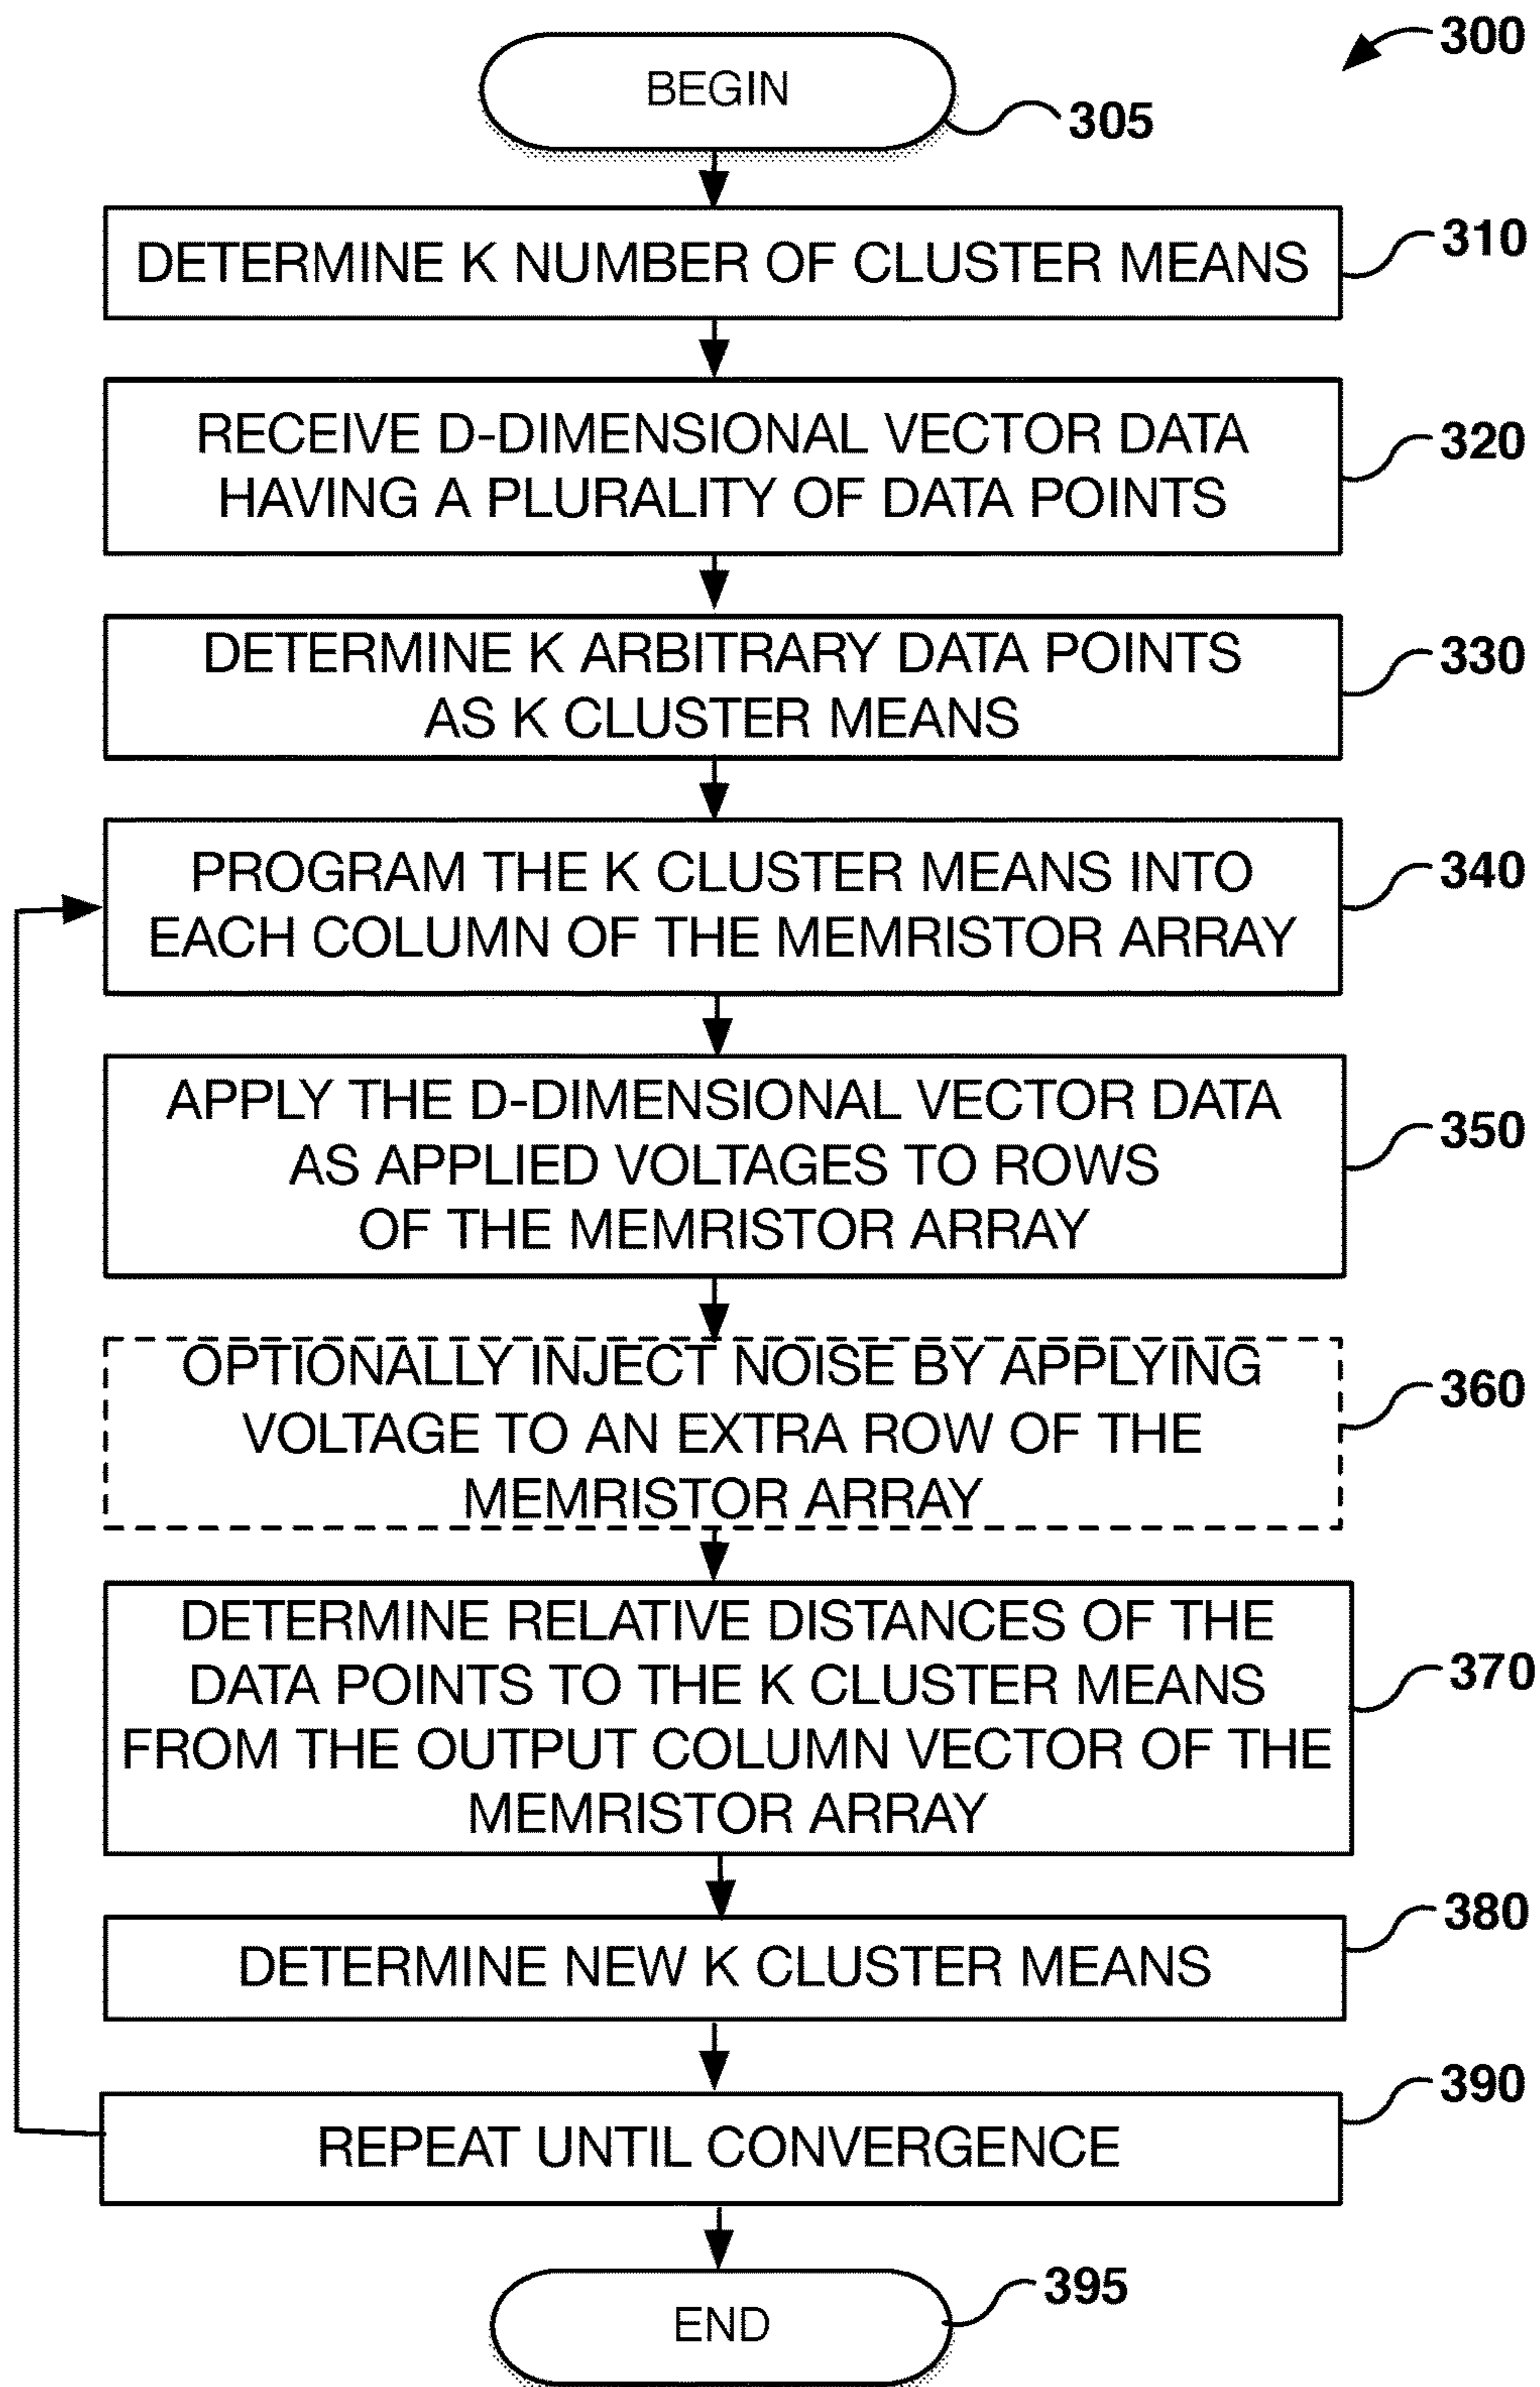 300
BEGIN
305
DETERMINE K NUMBER OF CLUSTER MEANS
310
RECEIVE D-DIMENSIONAL VECTOR DATA
HAVING A PLURALITY OF DATA POINTS
320
DETERMINE K ARBITRARY DATA POINTS
AS K CLUSTER MEANS
330
PROGRAM THE K CLUSTER MEANS INTO
EACH COLUMN OF THE MEMRISTOR ARRAY
340
APPLY THE D-DIMENSIONAL VECTOR DATA
AS APPLIED VOLTAGES TO ROWS
OF THE MEMRISTOR ARRAY
350
OPTIONALLY INJECT NOISE BY APPLYING
VOLTAGE TO AN EXTRA ROW OF THE
MEMRISTOR ARRAY
360
DETERMINE RELATIVE DISTANCES OF THE
DATA POINTS TO THE K CLUSTER MEANS
FROM THE OUTPUT COLUMN VECTOR OF THE
MEMRISTOR ARRAY
370
DETERMINE NEW K CLUSTER MEANS
380
REPEAT UNTIL CONVERGENCE
390
END
395